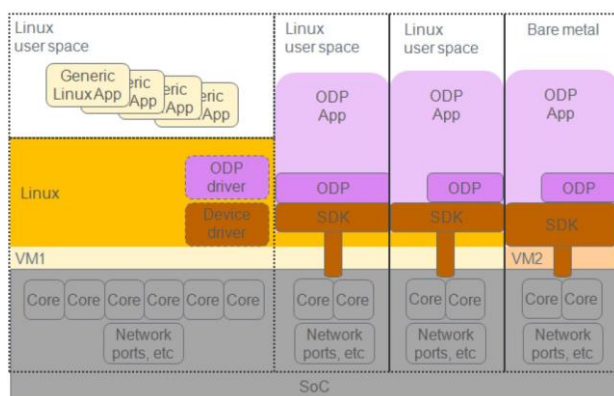 Linux
user space
Linux
user space
Linux
user space
Bare metal
Generic
Linux App
eric
App
eric
App
eric
App
ODP
App
ODP
App
ODP
App
ODP
driver
ODP
ODP
ODP
Linux
Device
driver
SDK
SDK
SDK
VM1
VM2
Core Core Core Core Core Core
Core Core
Core Core
Core Core
Network
ports, etc
Network
ports, etc
Network
ports, etc
Network
ports, etc
SoC